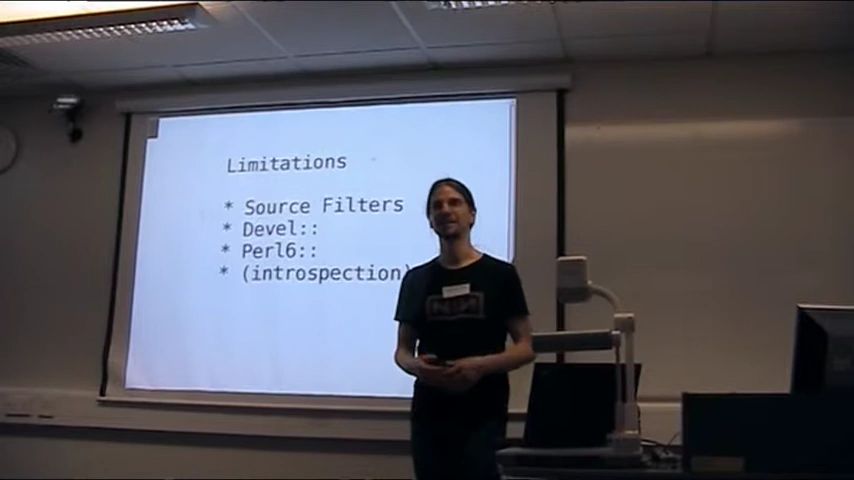 Limitations
* Source Filters
* Devel::
* Perl6::
* (introspection